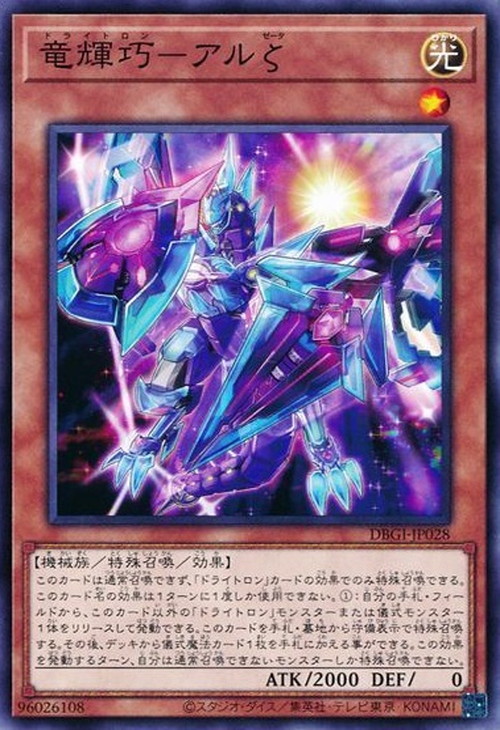 竜輝巧－アルζ
ドライトロン ゼータ
光
DBGI-JP028
【機械族／特殊召喚／効果】
このカードは通常召喚できず、「ドライトロン」カードの効果でのみ特殊召喚できる。
このカード名の効果は1ターンに1度しか使用できない。①：自分の手札・フィー
ルドから、このカード以外の「ドライトロン」モンスターまたは儀式モンスター
1体をリリースして発動できる。このカードを手札・墓地から守備表示で特殊召喚
する。その後、デッキから儀式魔法カード1枚を手札に加える事ができる。この効果
を発動するターン、自分は通常召喚できないモンスターしか特殊召喚できない。
ATK/2000 DEF/ 0
96026108 ©スタジオ・ダイス／集英社・テレビ東京・KONAMI